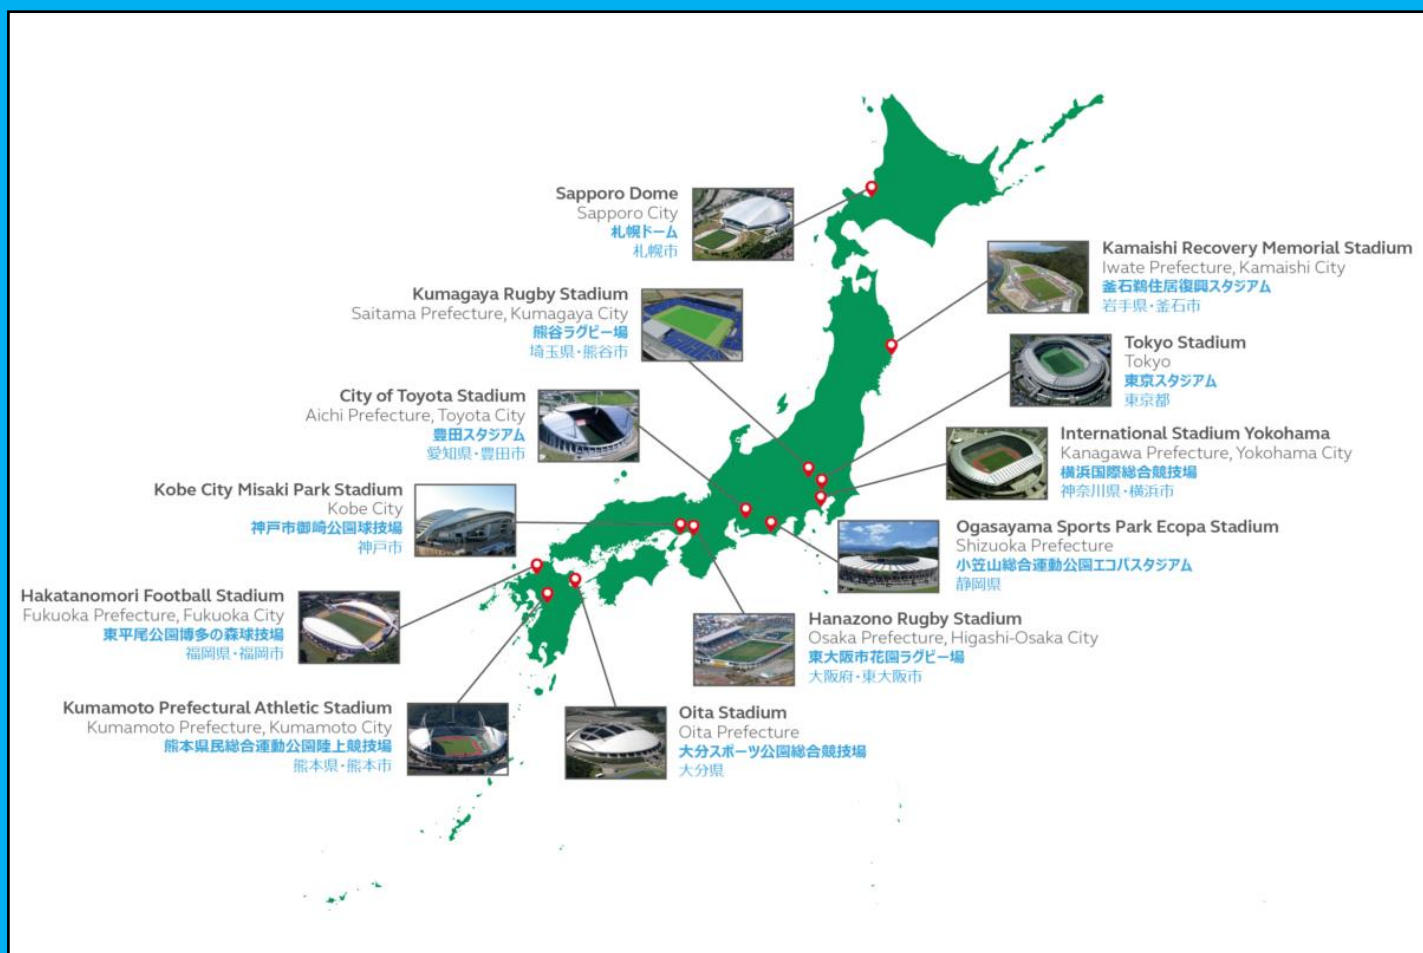 Sapporo Dome
Sapporo City
札幌ドーム
札幌市
Kamaishi Recovery Memorial Stadium
Iwate Prefecture, Kamaishi City
釜石鵜住居復興スタジアム
岩手県・釜石市
Kumagaya Rugby Stadium
Saitama Prefecture, Kumagaya City
熊谷ラグビー場
埼玉県・熊谷市
Tokyo Stadium
Tokyo
東京スタジアム
東京都
City of Toyota Stadium
Aichi Prefecture, Toyota City
豊田スタジアム
愛知県・豊田市
International Stadium Yokohama
Kanagawa Prefecture, Yokohama City
横浜国際総合競技場
神奈川県・横浜市
Kobe City Misaki Park Stadium
Kobe City
神戸市御崎公園球技場
神戸市
Ogasayama Sports Park Ecopa Stadium
Shizuoka Prefecture
小笠山総合運動公園エコパスタジアム
静岡県
Hakatanomori Football Stadium
Fukuoka Prefecture, Fukuoka City
東平尾公園博多の森球技場
福岡県・福岡市
Hanazono Rugby Stadium
Osaka Prefecture, Higashi-Osaka City
東大阪市花園ラグビー場
大阪府・東大阪市
Kumamoto Prefectural Athletic Stadium
Kumamoto Prefecture, Kumamoto City
熊本県民総合運動公園陸上競技場
熊本県・熊本市
Oita Stadium
Oita Prefecture
大分スポーツ公園総合競技場
大分県